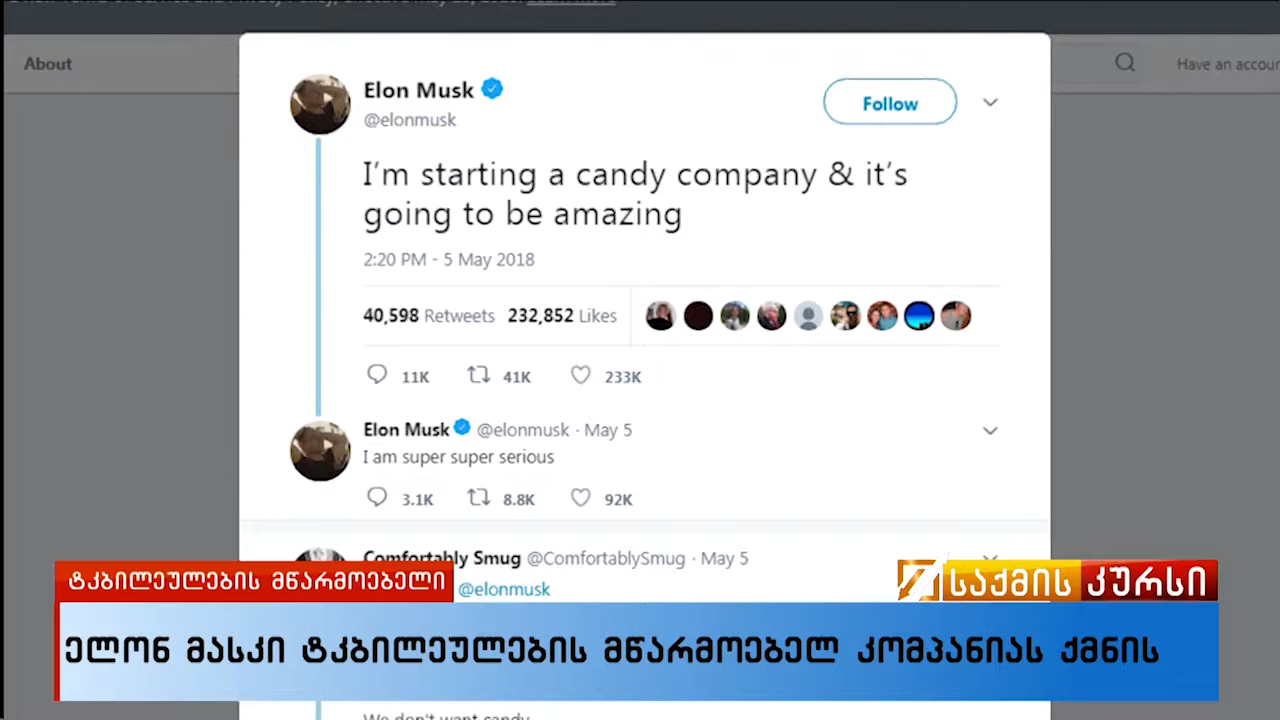 About
Have an accoun
Elon Musk
@elonmusk
Follow
I'm starting a candy company & it's
going to be amazing
2:20 PM - 5 May 2018
40,598 Retweets 232,852 Likes
11K 41K 233K
Elon Musk @elonmusk · May 5
I am super super serious
3.1K 8.8K 92K
Comfortably Smug @ComfortablySmug · May 5
@elonmusk
ტკბილეულების მწარმოებელი
საქმის კურსი
ელონ მასკი ტკბილეულების მწარმოებელ კომპანიას ქმნის
We don't want candy